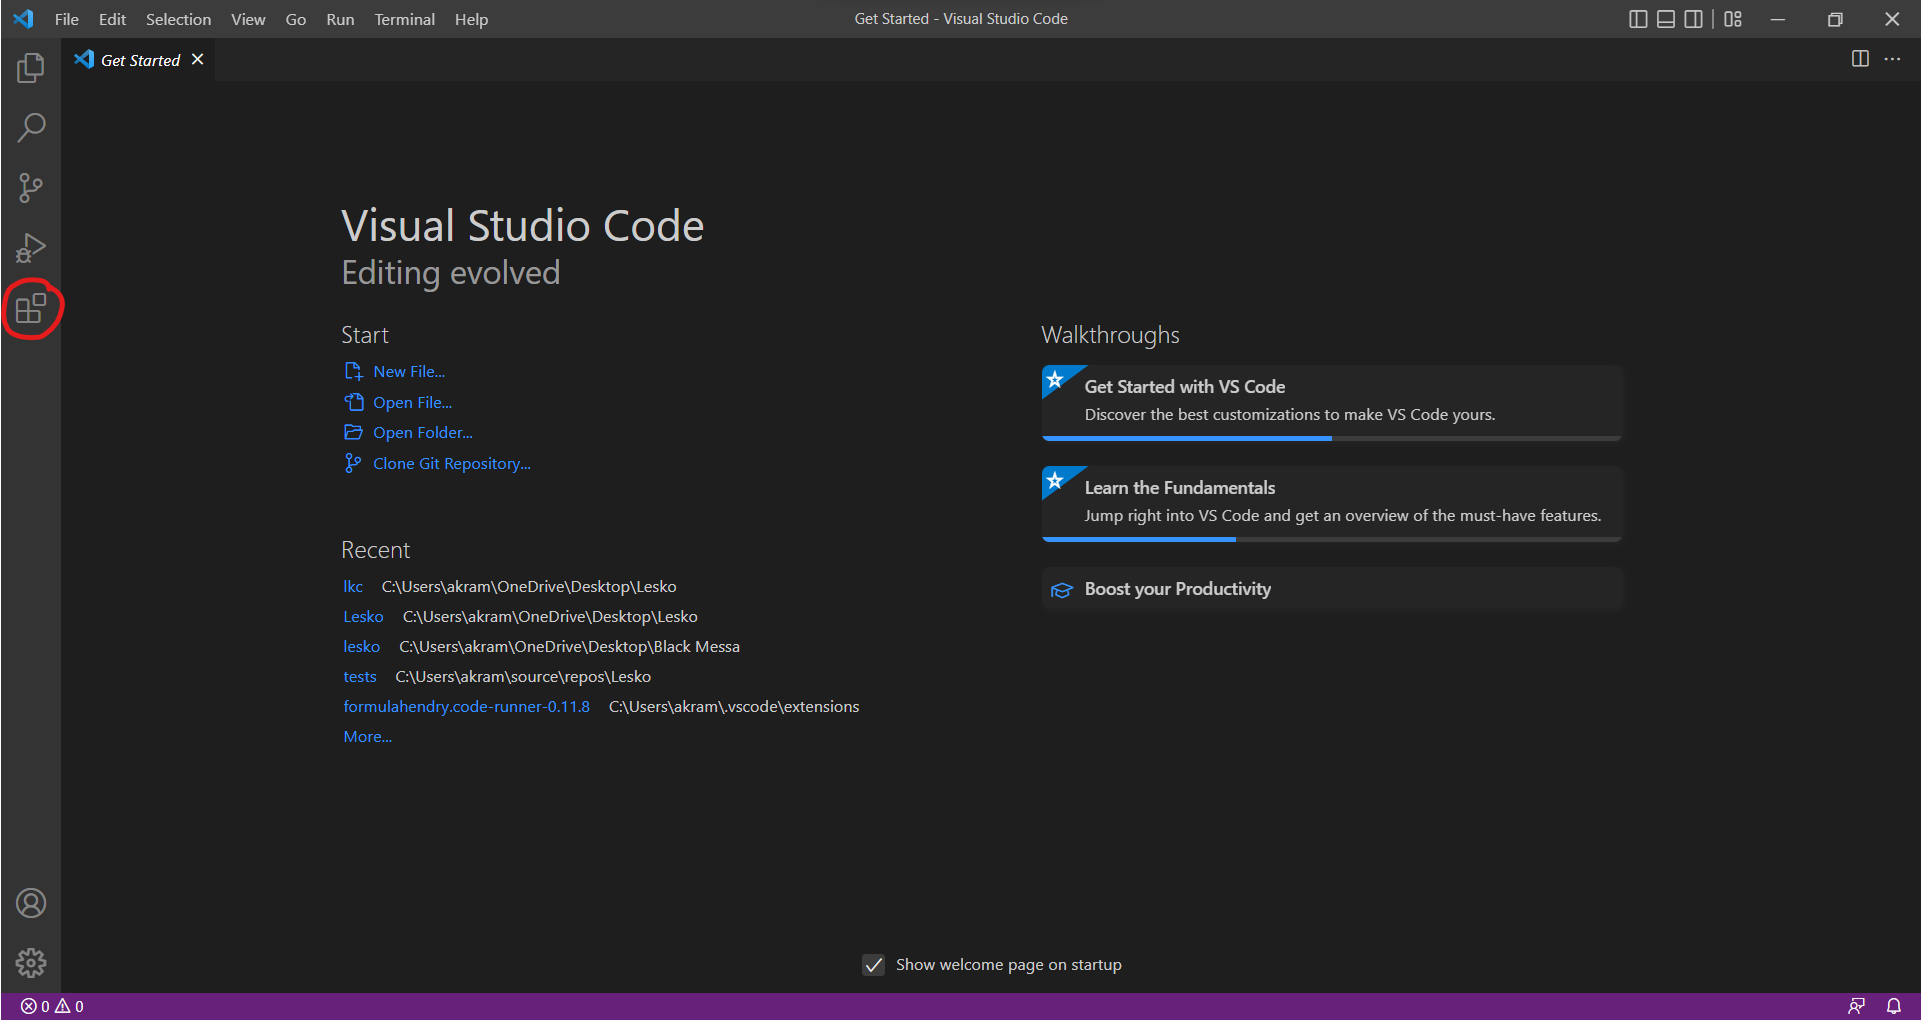 File Edit Selection View Go Run Terminal Help
Get Started - Visual Studio Code
Get Started
Visual Studio Code
Editing evolved
Start
New File...
Open File...
Open Folder...
Clone Git Repository...
Recent
lkc C:\Users\akram\OneDrive\Desktop\Lesko
Lesko C:\Users\akram\OneDrive\Desktop\Lesko
lesko C:\Users\akram\OneDrive\Desktop\Black Messa
tests C:\Users\akram\source\repos\Lesko
formulahendry.code-runner-0.11.8 C:\Users\akram\.vscode\extensions
More...
Walkthroughs
Get Started with VS Code
Discover the best customizations to make VS Code yours.
Learn the Fundamentals
Jump right into VS Code and get an overview of the must-have features.
Boost your Productivity
Show welcome page on startup
0 0